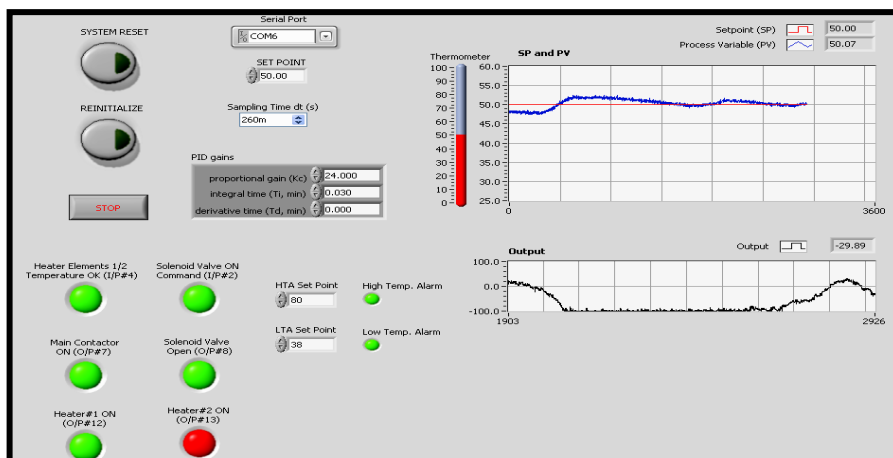 SYSTEM RESET
Serial Port
COM6
SET POINT
50.00
REINITIALIZE
Sampling Time dt (s)
260m
PID gains
proportional gain (Kc) 24.000
integral time (Ti, min) 0.030
derivative time (Td, min) 0.000
STOP
Thermometer
100
90
80
70
60
50
40
30
20
10
0
Setpoint (SP) 50.00
Process Variable (PV) 50.07
SP and PV
60.0
55.0
50.0
45.0
40.0
35.0
30.0
25.0
0 3600
Output
Output -29.89
100.0
0.0
-100.0
1903 2926
Heater Elements 1/2
Temperature OK (I/P#4)
Solenoid Valve ON
Command (I/P#2)
HTA Set Point
80
High Temp. Alarm
Main Contactor
ON (O/P#7)
Solenoid Valve
Open (O/P#8)
LTA Set Point
38
Low Temp. Alarm
Heater#1 ON
(O/P#12)
Heater#2 ON
(O/P#13)